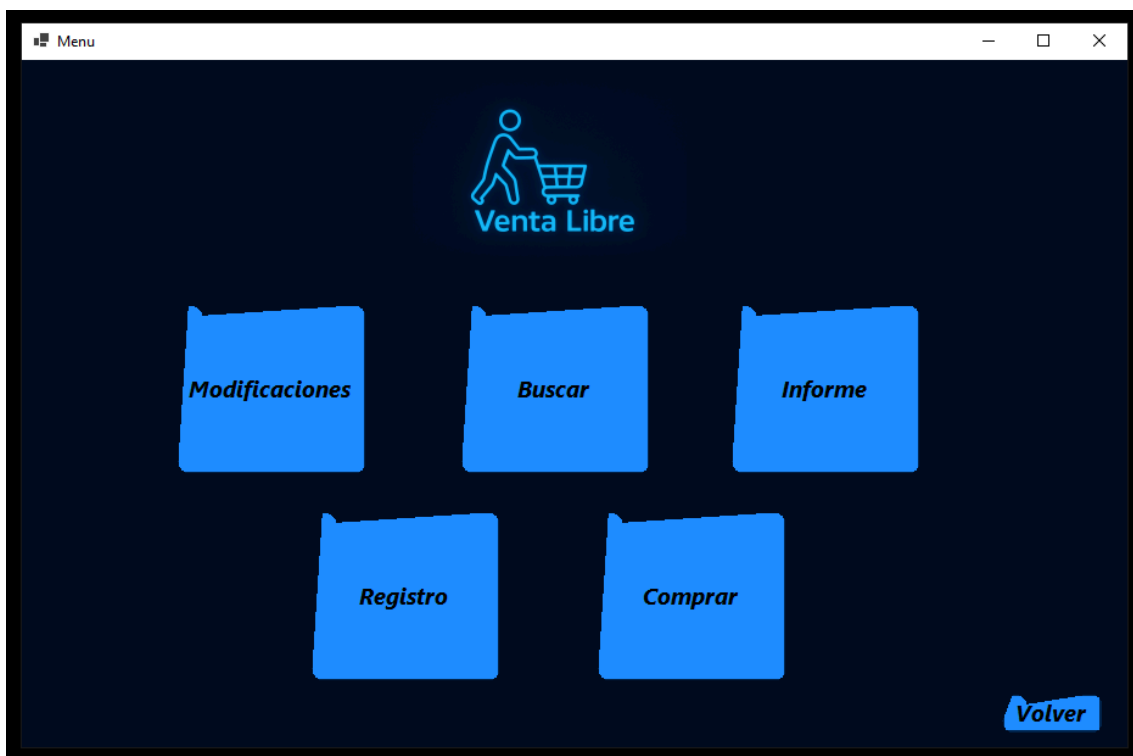 Menu
Venta Libre
Modificaciones
Buscar
Informe
Registro
Comprar
Volver